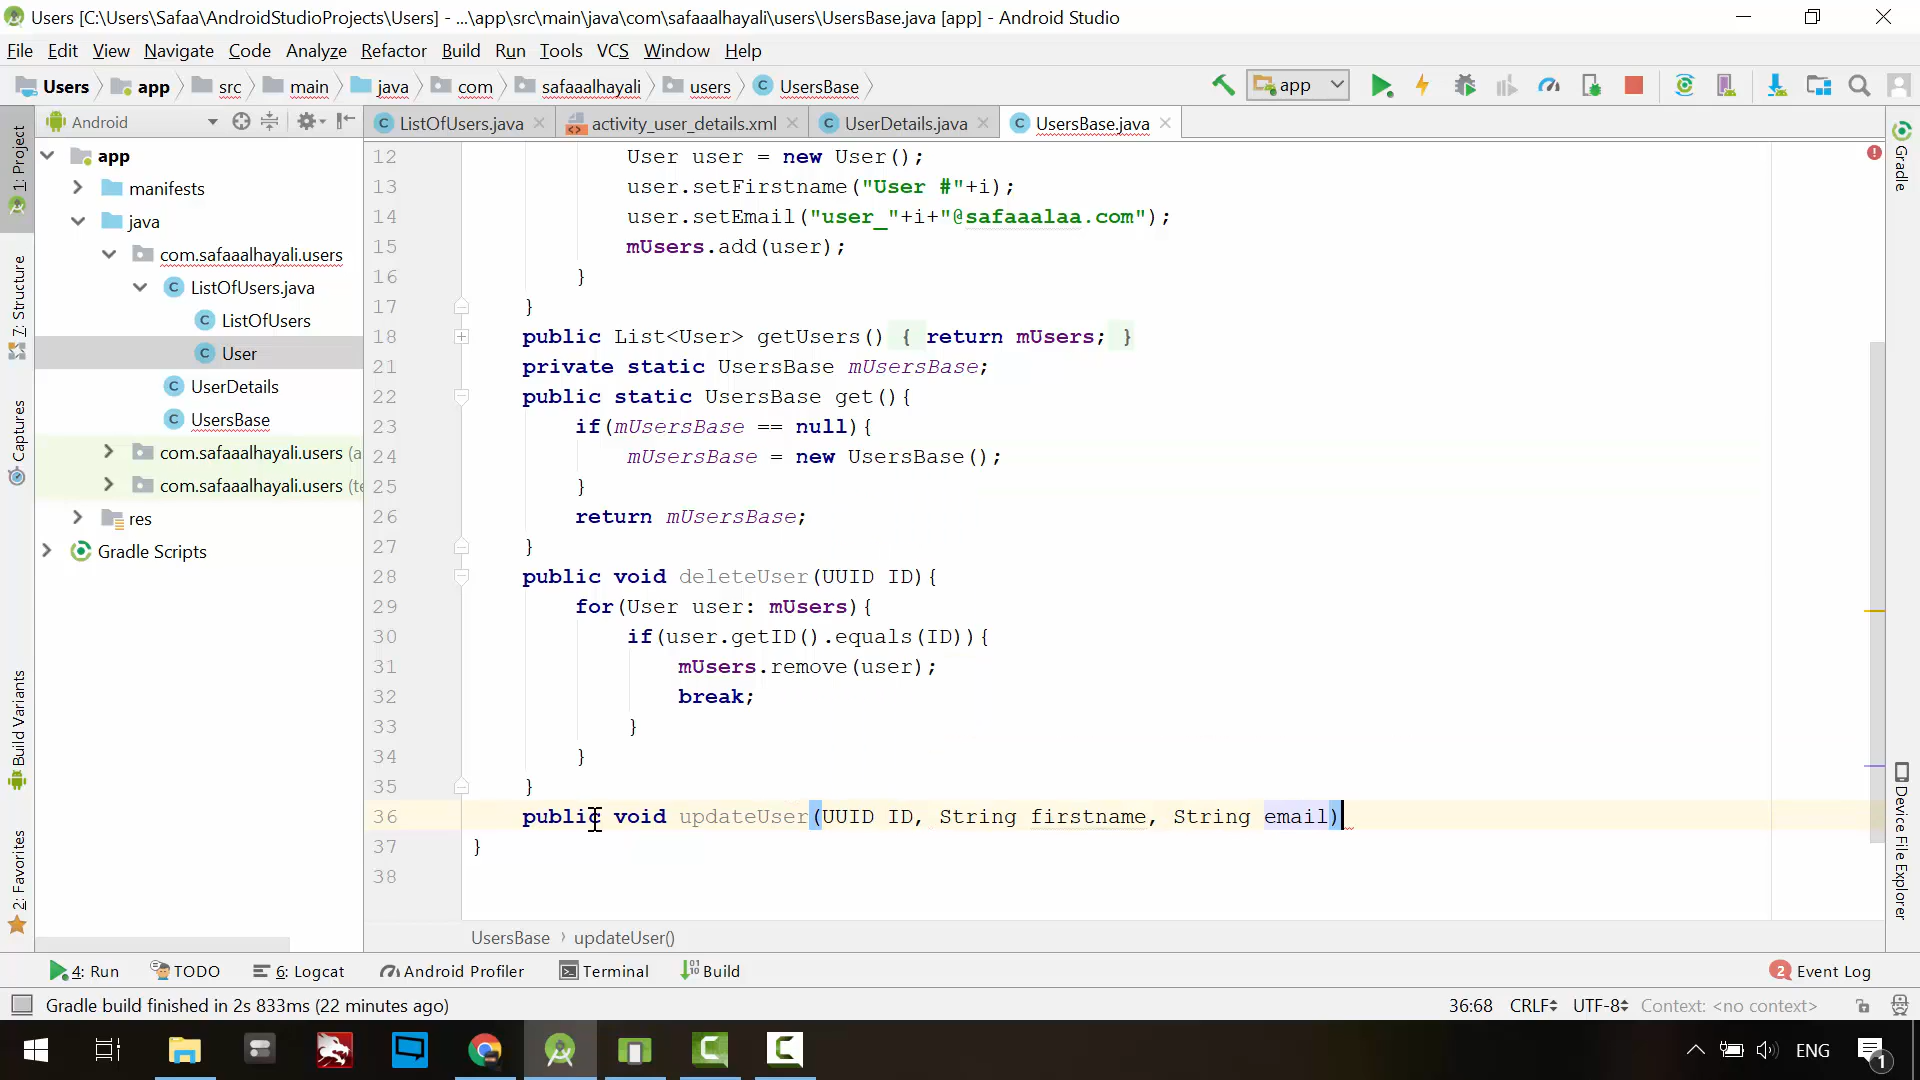 Users [C:\Users\Safaa\AndroidStudioProjects\Users] - ...\app\src\main\java\com\safaaalhayali\users\UsersBase.java [app] - Android Studio
File Edit View Navigate Code Analyze Refactor Build Run Tools VCS Window Help
Users app src main java com safaaalhayali users UsersBase app
Android
ListOfUsers.java activity_user_details.xml UserDetails.java UsersBase.java
app
manifests
java
com.safaaalhayali.users
ListOfUsers.java
ListOfUsers
User
UserDetails
UsersBase
com.safaaalhayali.users (a
com.safaaalhayali.users (te
res
Gradle Scripts
1: Project
7: Structure
Captures
Build Variants
2: Favorites
12 User user = new User();
13 user.setFirstname("User #"+i);
14 user.setEmail("user_"+i+"@safaaalaa.com");
15 mUsers.add(user);
16 }
17 }
18 public List<User> getUsers() { return mUsers; }
21 private static UsersBase mUsersBase;
22 public static UsersBase get(){
23 if(mUsersBase == null){
24 mUsersBase = new UsersBase();
25 }
26 return mUsersBase;
27 }
28 public void deleteUser(UUID ID){
29 for(User user: mUsers){
30 if(user.getID().equals(ID)){
31 mUsers.remove(user);
32 break;
33 }
34 }
35 }
36 public void updateUser(UUID ID, String firstname, String email)
37 }
38
UsersBase › updateUser()
Gradle
Device File Explorer
4: Run TODO 6: Logcat Android Profiler Terminal Build 2 Event Log
Gradle build finished in 2s 833ms (22 minutes ago) 36:68 CRLF UTF-8 Context: <no context>
ENG 1